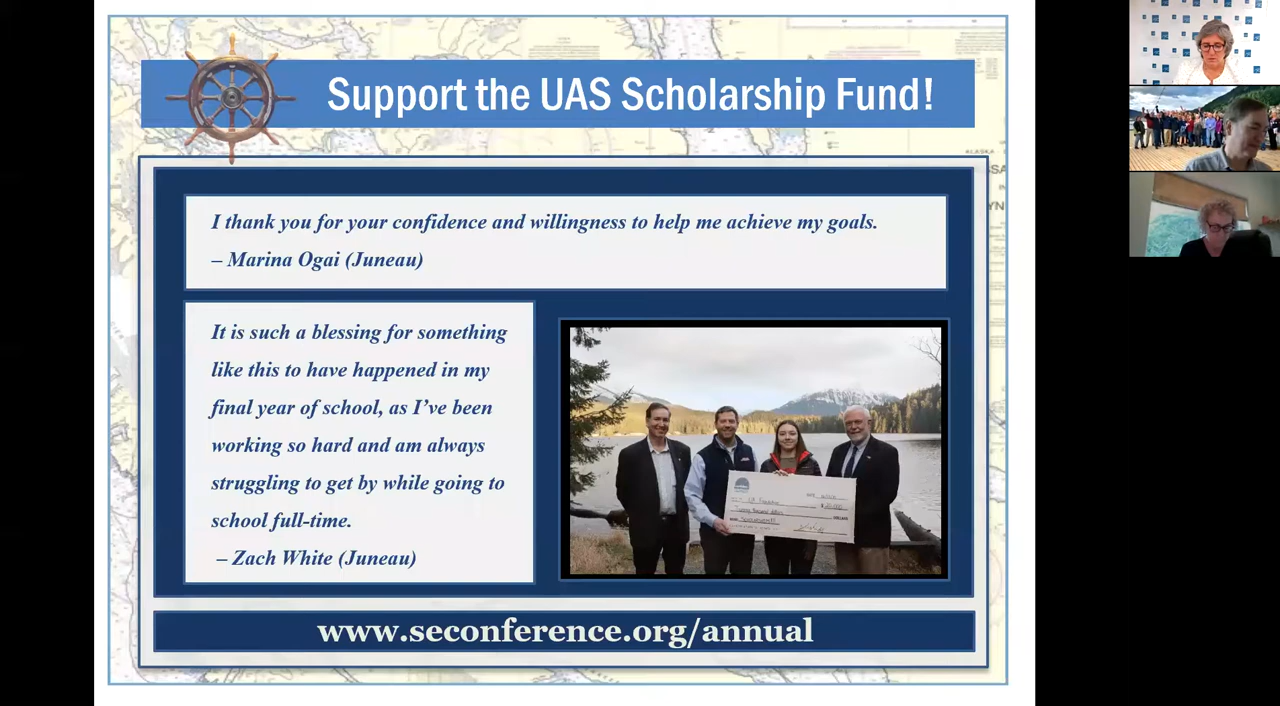 Support the UAS Scholarship Fund!
I thank you for your confidence and willingness to help me achieve my goals.
– Marina Ogai (Juneau)
It is such a blessing for something
like this to have happened in my
final year of school, as I've been
working so hard and am always
struggling to get by while going to
school full-time.
– Zach White (Juneau)
www.seconference.org/annual